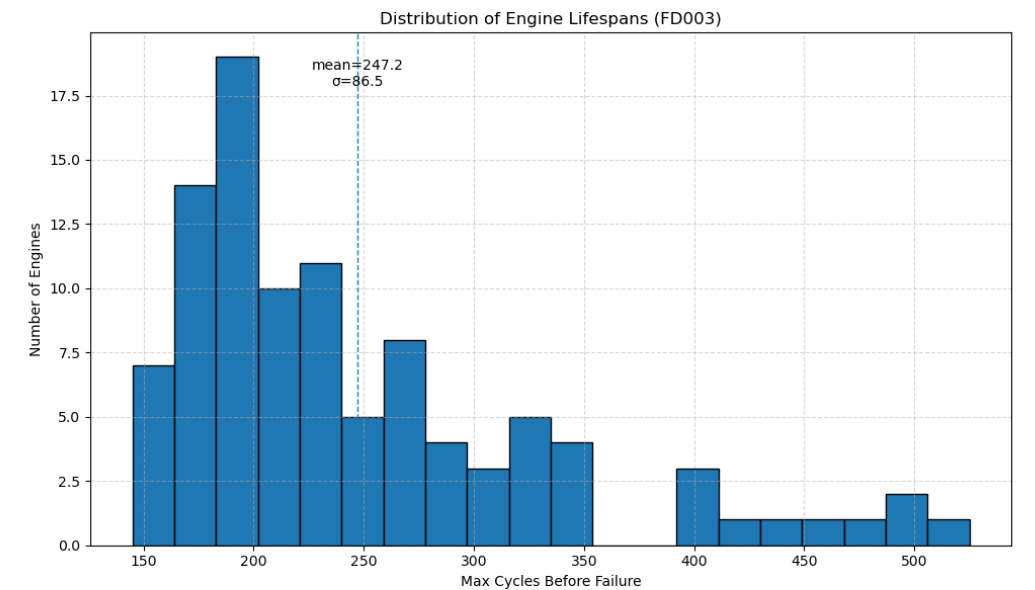 Distribution of Engine Lifespans (FD003)
mean=247.2
σ=86.5
Number of Engines
17.5
15.0
12.5
10.0
7.5
5.0
2.5
0.0
150 200 250 300 350 400 450 500
Max Cycles Before Failure